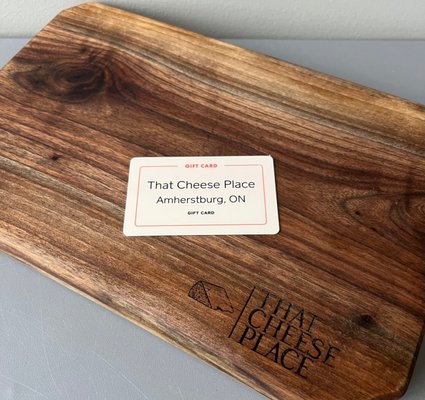 GIFT CARD
That Cheese Place
Amherstburg, ON
GIFT CARD
THAT
CHEESE
PLACE